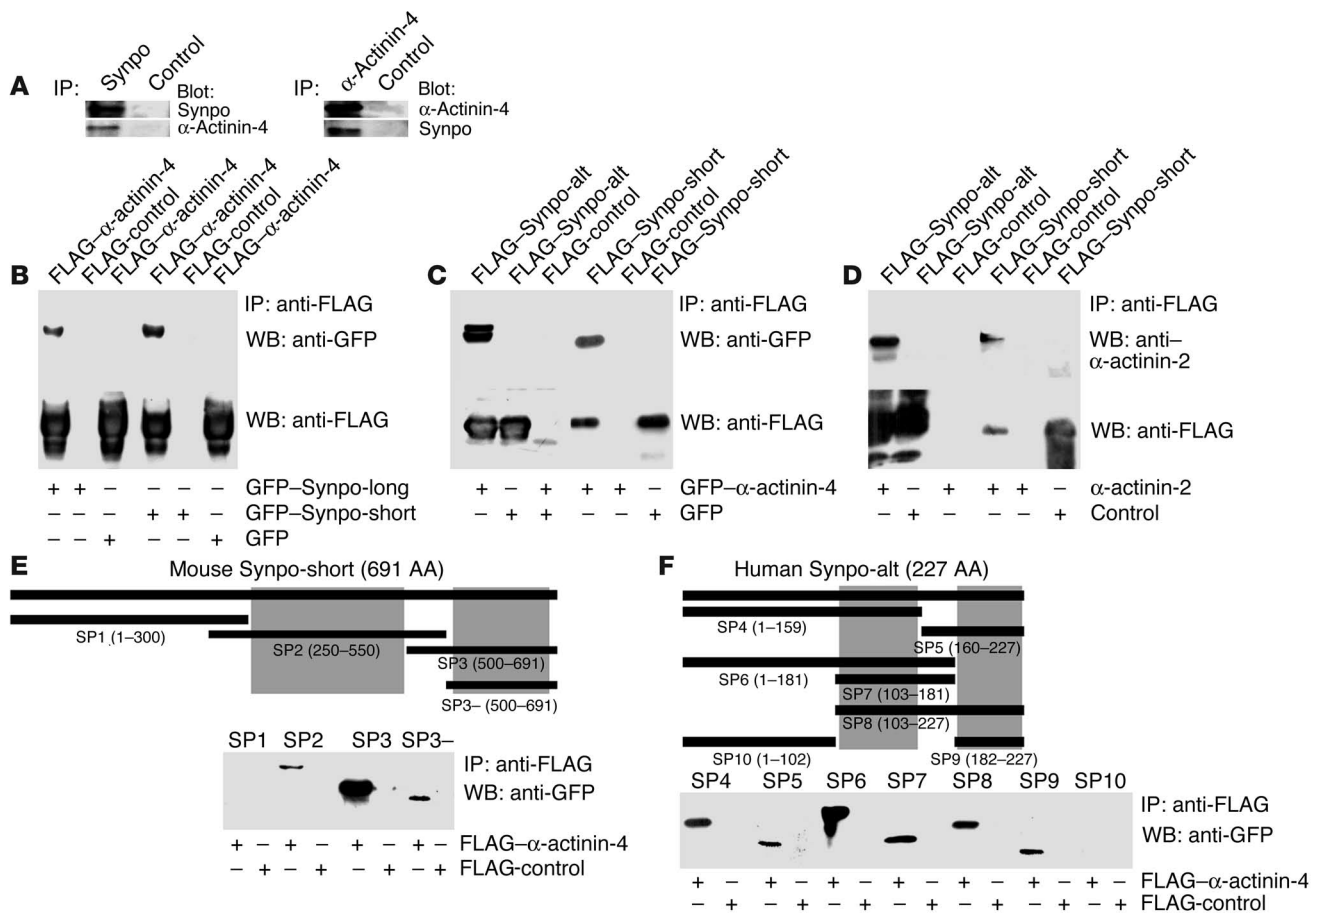 A
IP: Synpo Control Blot:
Synpo
α-Actinin-4
IP: α-Actinin-4 Control Blot:
α-Actinin-4
Synpo
B
FLAG–α-actinin-4
FLAG-control
FLAG–α-actinin-4
FLAG–α-actinin-4
FLAG-control
FLAG–α-actinin-4
IP: anti-FLAG
WB: anti-GFP
WB: anti-FLAG
+ + – – – – GFP–Synpo-long
– – – + + – GFP–Synpo-short
– – + – – + GFP
C
FLAG–Synpo-alt
FLAG–Synpo-alt
FLAG-control
FLAG–Synpo-short
FLAG-control
FLAG–Synpo-short
IP: anti-FLAG
WB: anti-GFP
WB: anti-FLAG
+ – + + + – GFP–α-actinin-4
– + + – – + GFP
D
FLAG–Synpo-alt
FLAG–Synpo-alt
FLAG-control
FLAG–Synpo-short
FLAG-control
FLAG–Synpo-short
IP: anti-FLAG
WB: anti–
α-actinin-2
WB: anti-FLAG
+ – + + + – α-actinin-2
– + – – – + Control
E
Mouse Synpo-short (691 AA)
SP1 (1–300)
SP2 (250–550)
SP3 (500–691)
SP3– (500–691)
SP1 SP2 SP3 SP3–
IP: anti-FLAG
WB: anti-GFP
+ – + – + – + – FLAG–α-actinin-4
– + – + – + – + FLAG-control
F
Human Synpo-alt (227 AA)
SP4 (1–159)
SP5 (160–227)
SP6 (1–181)
SP7 (103–181)
SP8 (103–227)
SP10 (1–102)
SP9 (182–227)
SP4 SP5 SP6 SP7 SP8 SP9 SP10
IP: anti-FLAG
WB: anti-GFP
+ – + – + – + – + – + – + – FLAG–α-actinin-4
– + – + – + – + – + – + – + FLAG-control